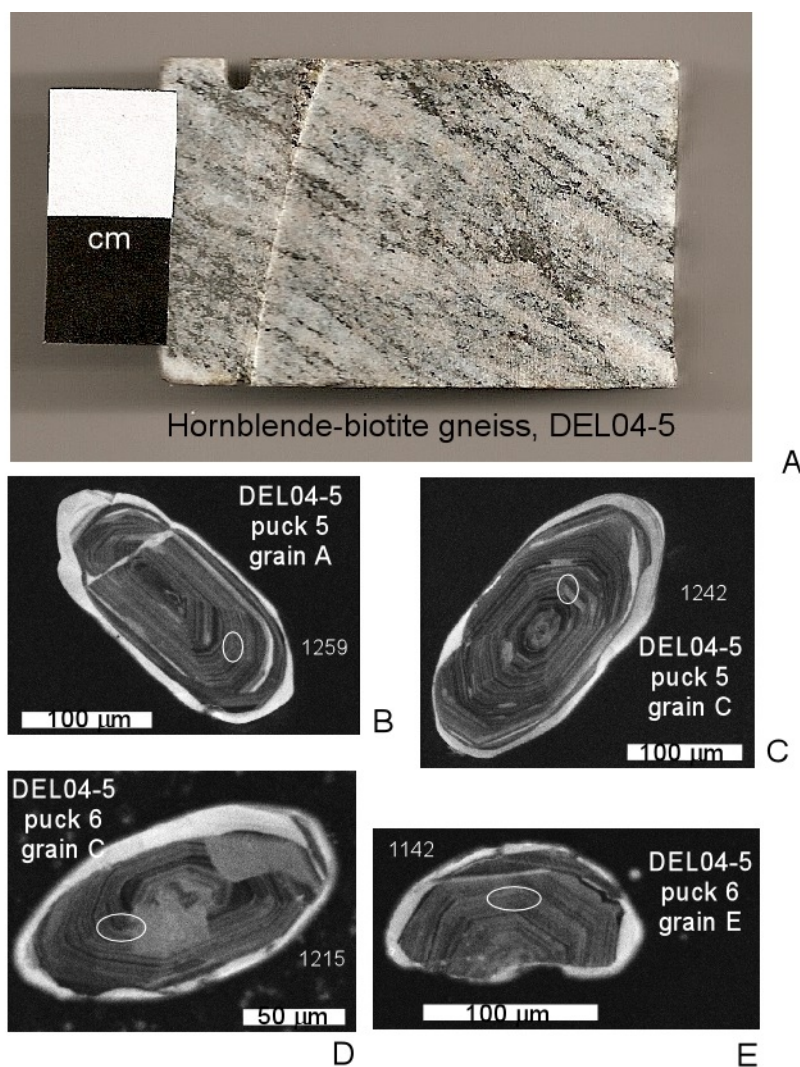 cm
Hornblende-biotite gneiss, DEL04-5
A
DEL04-5
puck 5
grain A
1259
100 µm
B
1242
DEL04-5
puck 5
grain C
100 µm
C
DEL04-5
puck 6
grain C
1215
50 µm
D
1142
DEL04-5
puck 6
grain E
100 µm
E